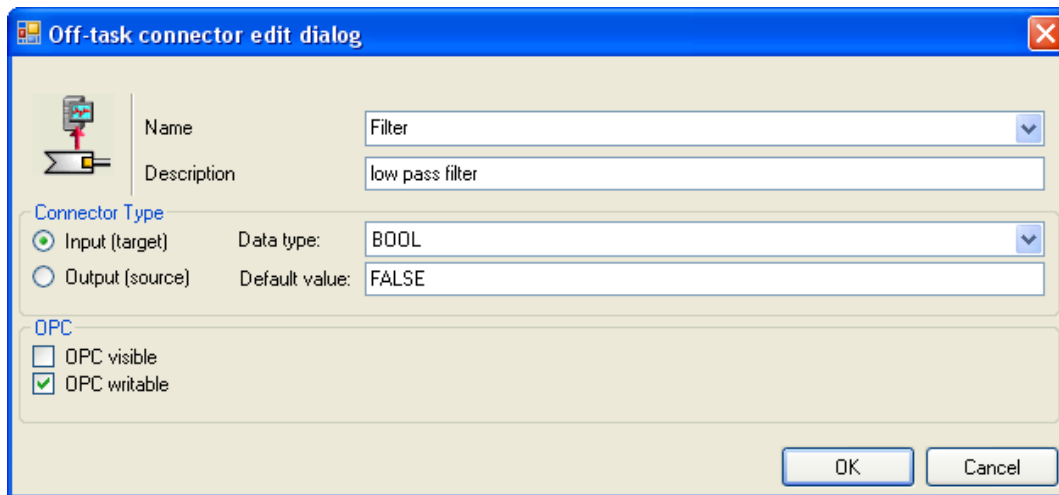 Off-task connector edit dialog
Name Filter
Description low pass filter
Connector Type
Input (target) Data type: BOOL
Output (source) Default value: FALSE
OPC
OPC visible
OPC writable
OK Cancel